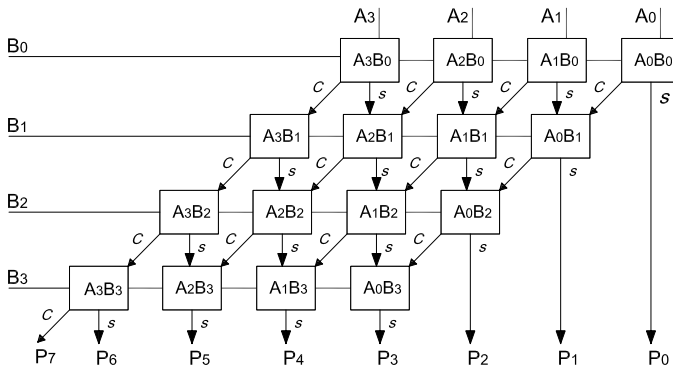 A3 A2 A1 A0
B0 A3B0 A2B0 A1B0 A0B0
C s C s C s C s
B1 A3B1 A2B1 A1B1 A0B1
C s C s C s C s
B2 A3B2 A2B2 A1B2 A0B2
C s C s C s C s
B3 A3B3 A2B3 A1B3 A0B3
C s s s s
P7 P6 P5 P4 P3 P2 P1 P0